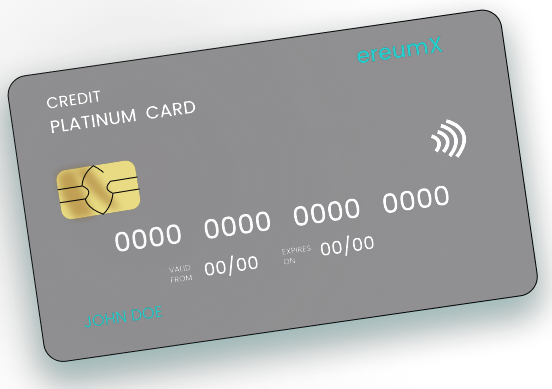 ereumX
CREDIT
PLATINUM CARD
0000 0000 0000 0000
VALID FROM 00/00 EXPIRES ON 00/00
JOHN DOE